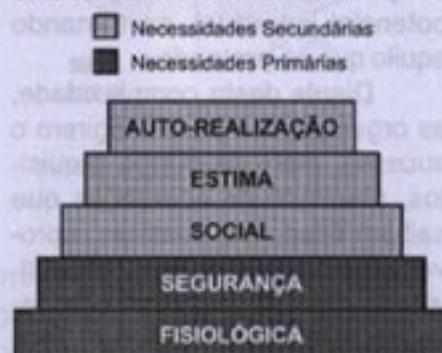 Necessidades Secundárias
Necessidades Primárias
AUTO-REALIZAÇÃO
ESTIMA
SOCIAL
SEGURANÇA
FISIOLÓGICA